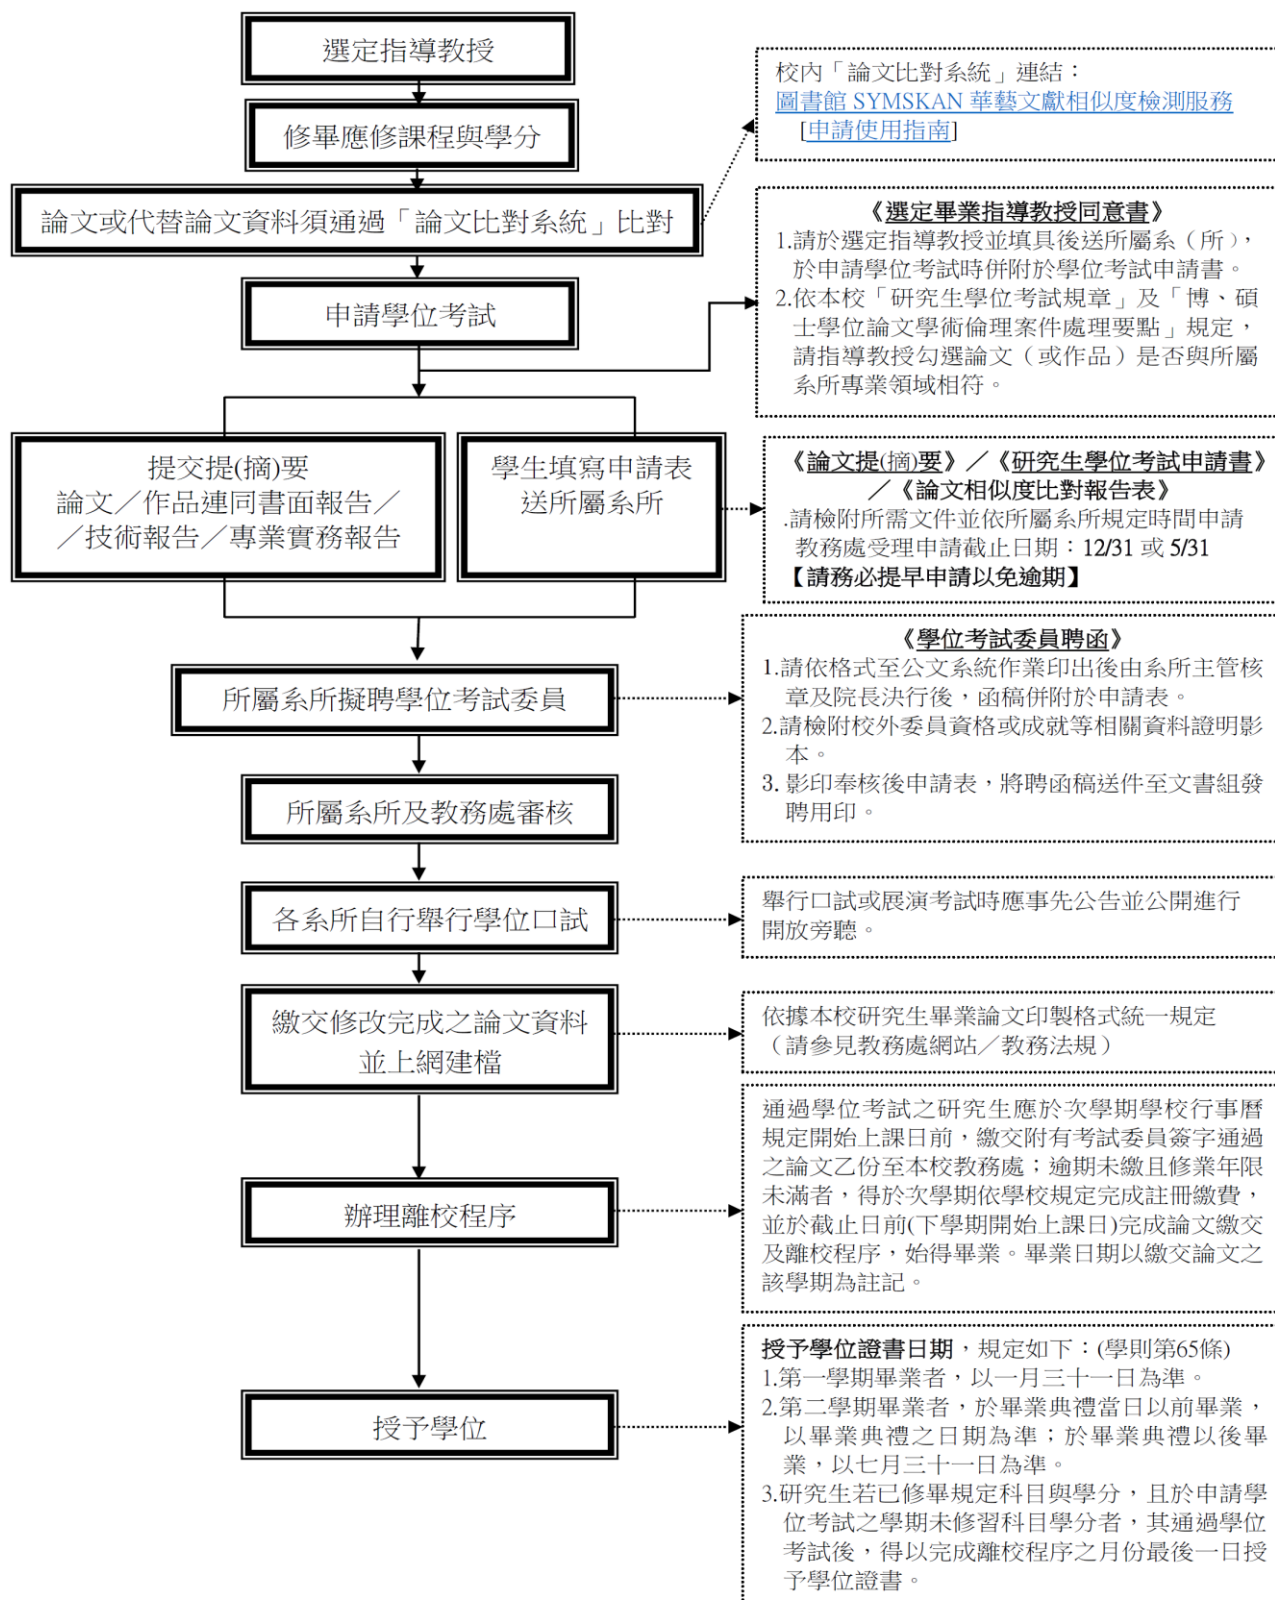 選定指導教授
修畢應修課程與學分
論文或代替論文資料須通過「論文比對系統」比對
申請學位考試
校內「論文比對系統」連結：
圖書館 SYMSKAN 華藝文獻相似度檢測服務
[申請使用指南]
《選定畢業指導教授同意書》
1.請於選定指導教授並填具後送所屬系（所），
於申請學位考試時併附於學位考試申請書。
2.依本校「研究生學位考試規章」及「博、碩
士學位論文學術倫理案件處理要點」規定，
請指導教授勾選論文（或作品）是否與所屬
系所專業領域相符。
提交提(摘)要
論文／作品連同書面報告／
／技術報告／專業實務報告
學生填寫申請表
送所屬系所
《論文提(摘)要》／《研究生學位考試申請書》
／《論文相似度比對報告表》
.請檢附所需文件並依所屬系所規定時間申請
教務處受理申請截止日期：12/31 或 5/31
【請務必提早申請以免逾期】
所屬系所擬聘學位考試委員
《學位考試委員聘函》
1.請依格式至公文系統作業印出後由系所主管核
章及院長決行後，函稿併附於申請表。
2.請檢附校外委員資格或成就等相關資料證明影
本。
3. 影印奉核後申請表，將聘函稿送件至文書組發
聘用印。
所屬系所及教務處審核
各系所自行舉行學位口試
舉行口試或展演考試時應事先公告並公開進行
開放旁聽。
繳交修改完成之論文資料
並上網建檔
依據本校研究生畢業論文印製格式統一規定
（請參見教務處網站／教務法規）
辦理離校程序
通過學位考試之研究生應於次學期學校行事曆
規定開始上課日前，繳交附有考試委員簽字通過
之論文乙份至本校教務處；逾期未繳且修業年限
未滿者，得於次學期依學校規定完成註冊繳費，
並於截止日前(下學期開始上課日)完成論文繳交
及離校程序，始得畢業。畢業日期以繳交論文之
該學期為註記。
授予學位
授予學位證書日期，規定如下：(學則第65條)
1.第一學期畢業者，以一月三十一日為準。
2.第二學期畢業者，於畢業典禮當日以前畢業，
以畢業典禮之日期為準；於畢業典禮以後畢
業，以七月三十一日為準。
3.研究生若已修畢規定科目與學分，且於申請學
位考試之學期未修習科目學分者，其通過學位
考試後，得以完成離校程序之月份最後一日授
予學位證書。